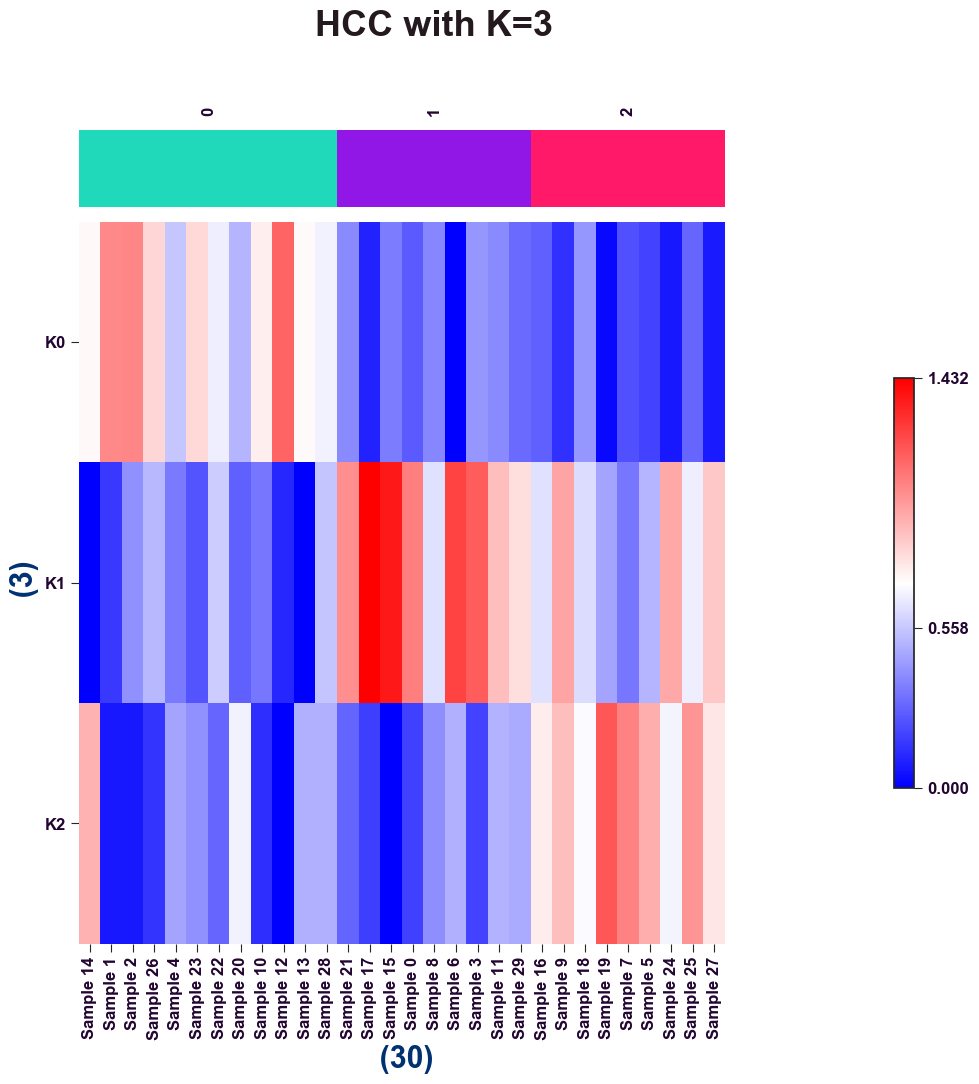 HCC with K=3
0
1
2
K0
K1
K2
(3)
1.432
0.558
0.000
Sample 14
Sample 1
Sample 2
Sample 26
Sample 4
Sample 23
Sample 22
Sample 20
Sample 10
Sample 12
Sample 13
Sample 28
Sample 21
Sample 17
Sample 15
Sample 0
Sample 8
Sample 6
Sample 3
Sample 11
Sample 29
Sample 16
Sample 9
Sample 18
Sample 19
Sample 7
Sample 5
Sample 24
Sample 25
Sample 27
(30)